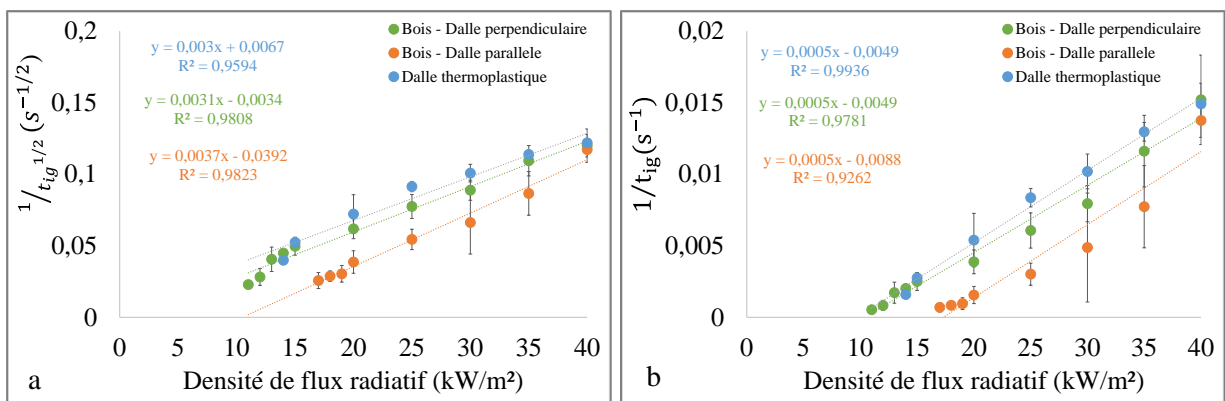 0,2
0,15
0,1
0,05
0
1/t_ig^1/2 (s^−1/2)
y = 0,003x + 0,0067
R² = 0,9594
y = 0,0031x - 0,0034
R² = 0,9808
y = 0,0037x - 0,0392
R² = 0,9823
Bois - Dalle perpendiculaire
Bois - Dalle parallele
Dalle thermoplastique
0 5 10 15 20 25 30 35 40
Densité de flux radiatif (kW/m²)
a
0,02
0,015
0,01
0,005
0
1/t_ig(s^−1)
y = 0,0005x - 0,0049
R² = 0,9936
y = 0,0005x - 0,0049
R² = 0,9781
y = 0,0005x - 0,0088
R² = 0,9262
Bois - Dalle perpendiculaire
Bois - Dalle parallele
Dalle thermoplastique
0 5 10 15 20 25 30 35 40
Densité de flux radiatif (kW/m²)
b